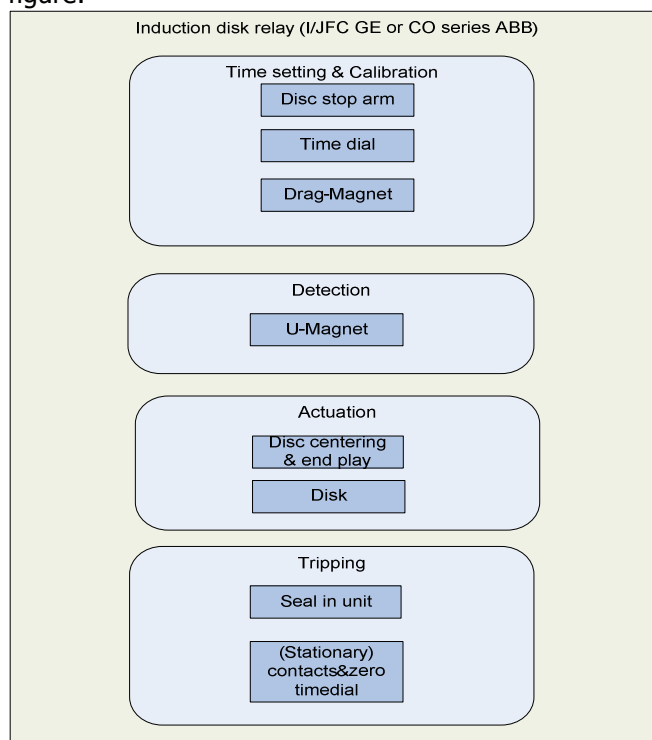 figure.
Induction disk relay (I/JFC GE or CO series ABB)
Time setting & Calibration
Disc stop arm
Time dial
Drag-Magnet
Detection
U-Magnet
Actuation
Disc centering
& end play
Disk
Tripping
Seal in unit
(Stationary)
contacts&zero
timedial